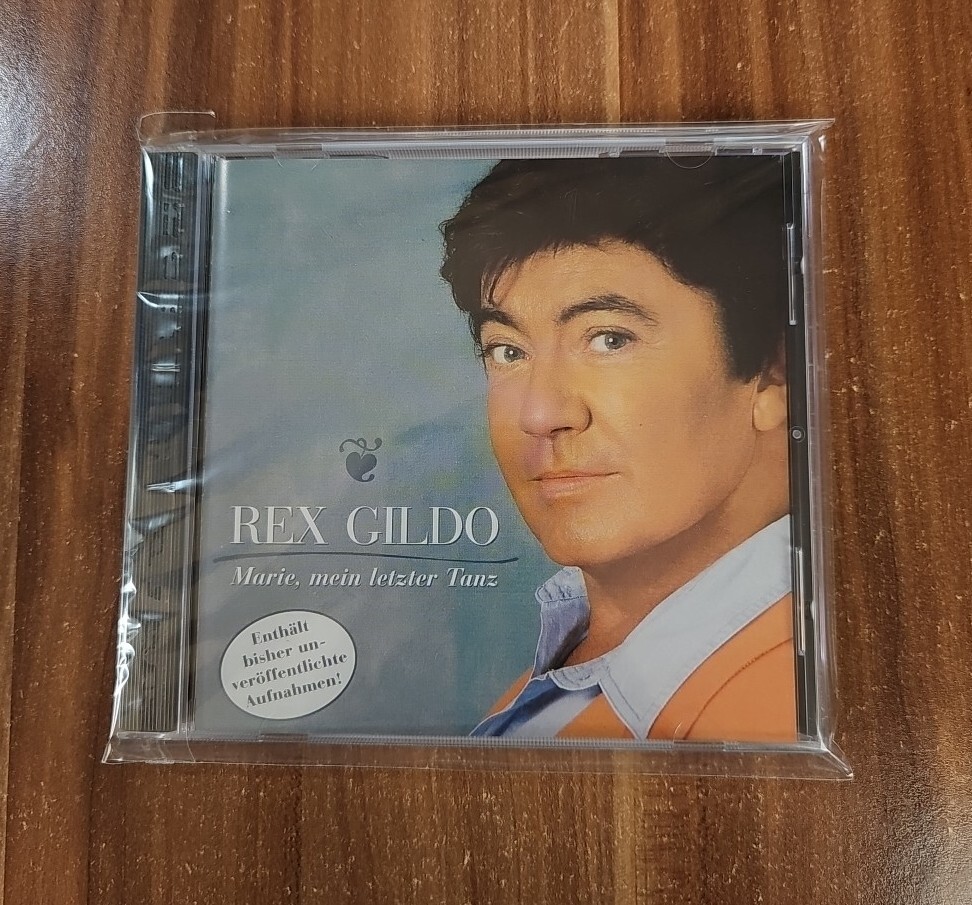 REX GILDO
Marie, mein letzter Tanz
Enthält
bisher un-
veröffentlichte
Aufnahmen!